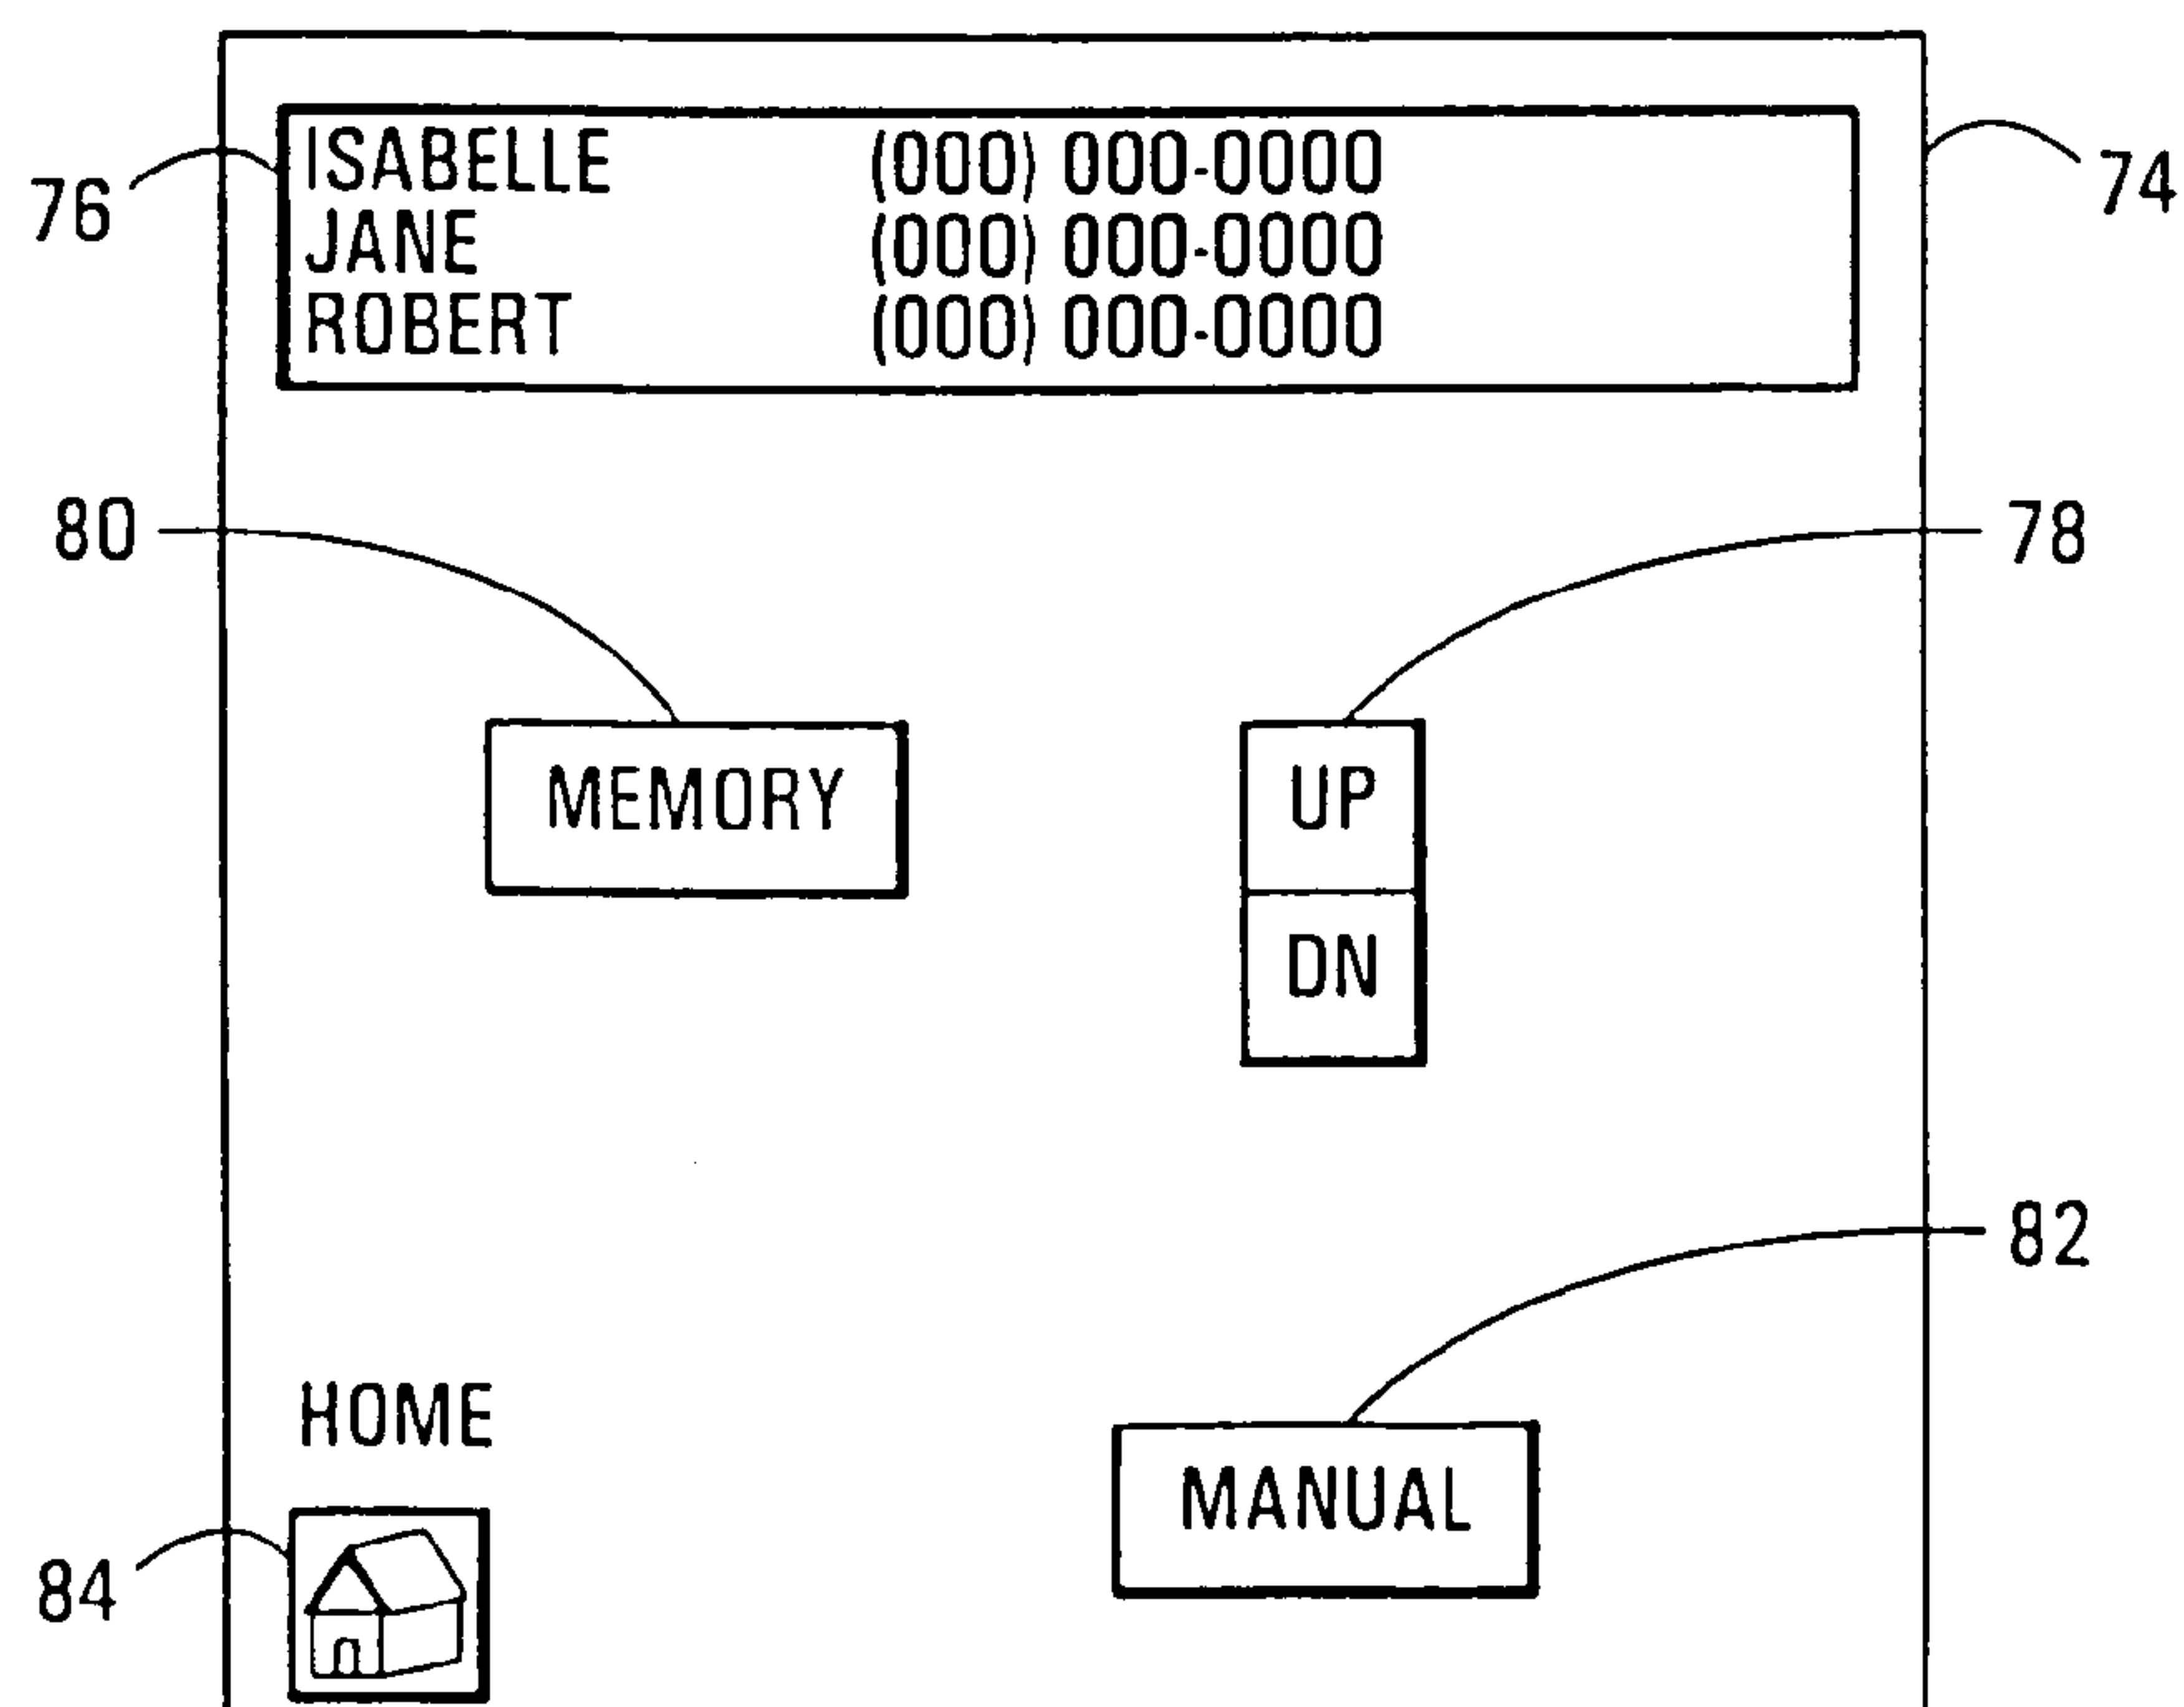 ISABELLE (000) 000-0000
JANE (000) 000-0000
ROBERT (000) 000-0000
76
74
80
78
MEMORY
UP
DN
82
HOME
MANUAL
84